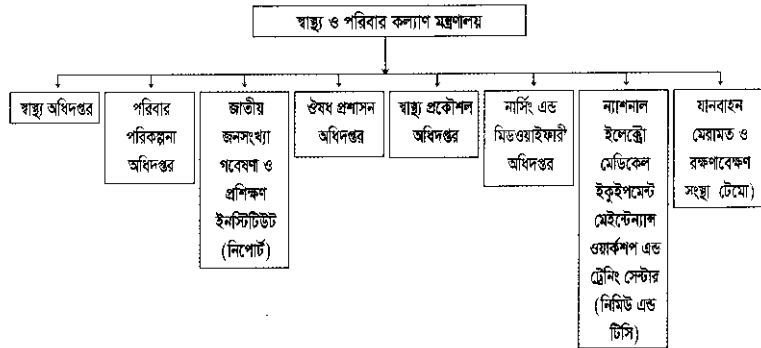 স্বাস্থ্য ও পরিবার কল্যাণ মন্ত্রণালয়
স্বাস্থ্য অধিদপ্তর
পরিবার
পরিকল্পনা
অধিদপ্তর
জাতীয়
জনসংখ্যা
গবেষণা ও
প্রশিক্ষণ
ইনস্টিটিউট
(নিপোর্ট)
ঔষধ প্রশাসন
অধিদপ্তর
স্বাস্থ্য প্রকৌশল
অধিদপ্তর
নার্সিং এন্ড
মিডওয়াইফারী
অধিদপ্তর
ন্যাশনাল
ইলেক্ট্রো
মেডিকেল
ইকুইপমেন্ট
মেইন্টেন্যান্স
ওয়ার্কশপ এন্ড
ট্রেনিং সেন্টার
(নিমিউ এন্ড
টিসি)
যানবাহন
মেরামত ও
রক্ষণাবেক্ষণ
সংস্থা (টেমো)